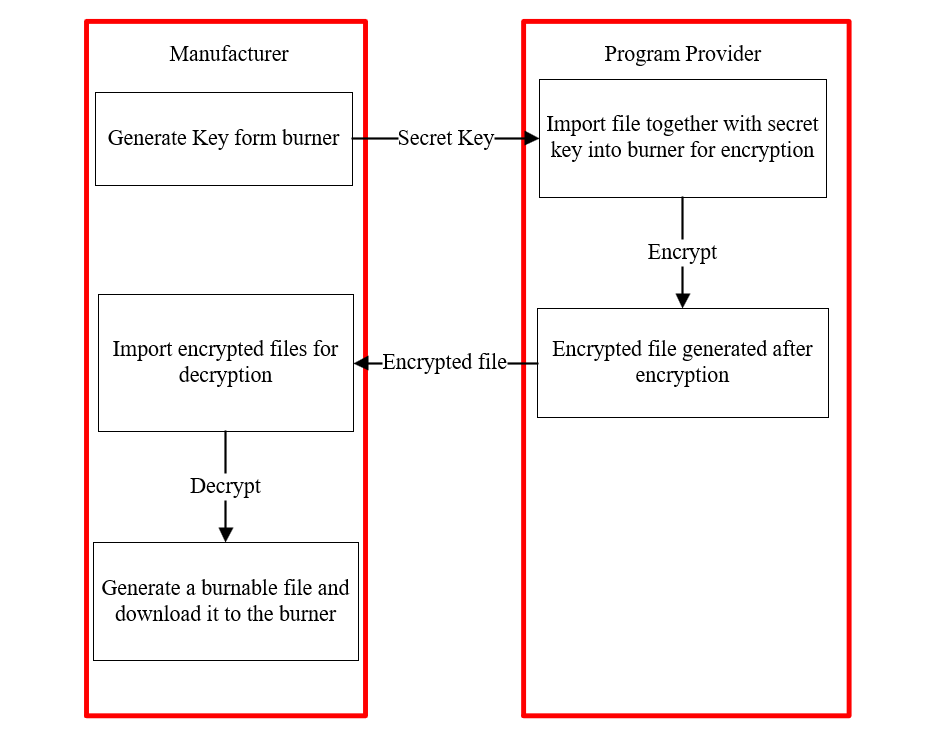 Manufacturer
Program Provider
Generate Key form burner
Secret Key
Import file together with secret
key into burner for encryption
Encrypt
Import encrypted files for
decryption
Encrypted file
Encrypted file generated after
encryption
Decrypt
Generate a burnable file and
download it to the burner